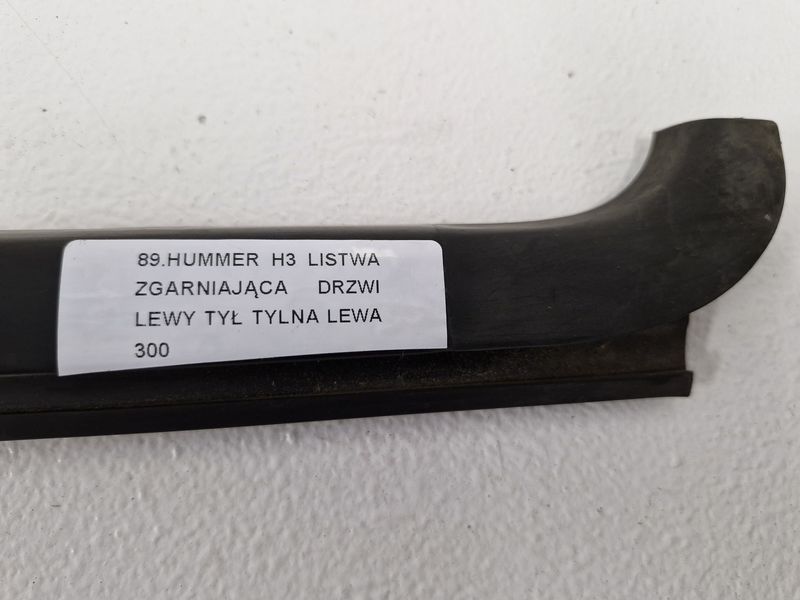 89.HUMMER H3 LISTWA
ZGARNIAJĄCA DRZWI
LEWY TYŁ TYLNA LEWA
300